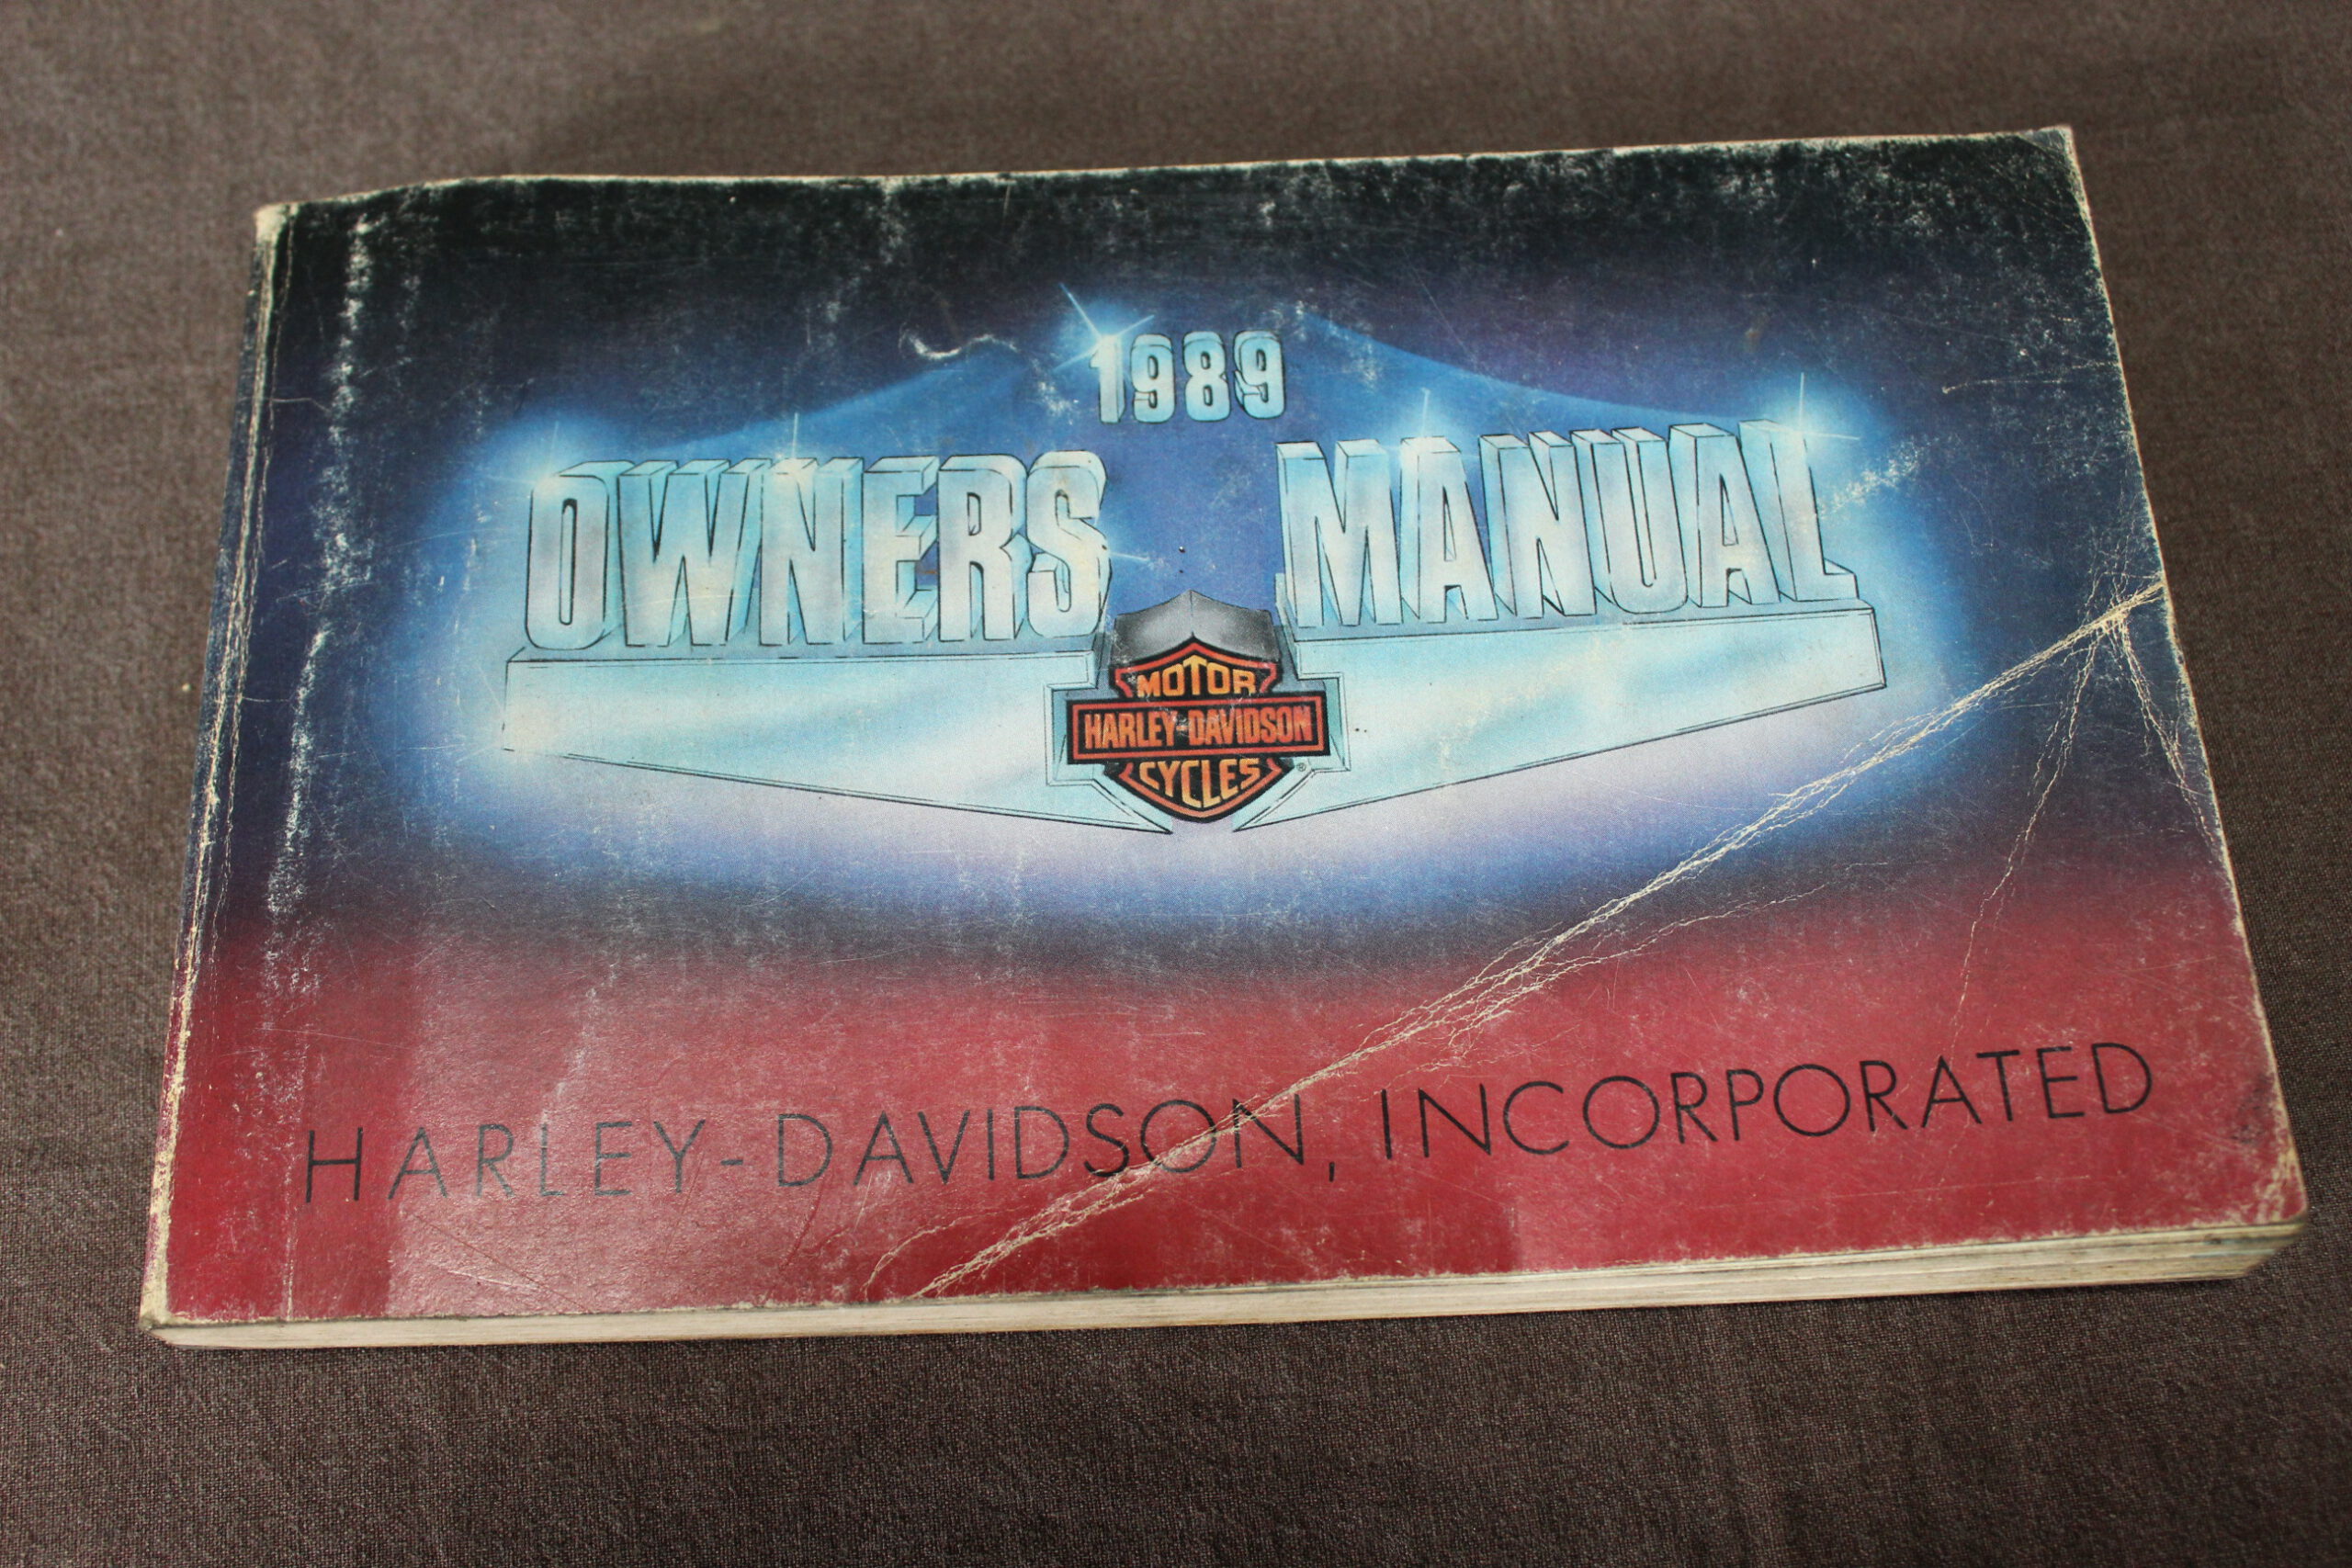 1989
OWNERS MANUAL
MOTOR
HARLEY-DAVIDSON
CYCLES
®
HARLEY-DAVIDSON, INCORPORATED